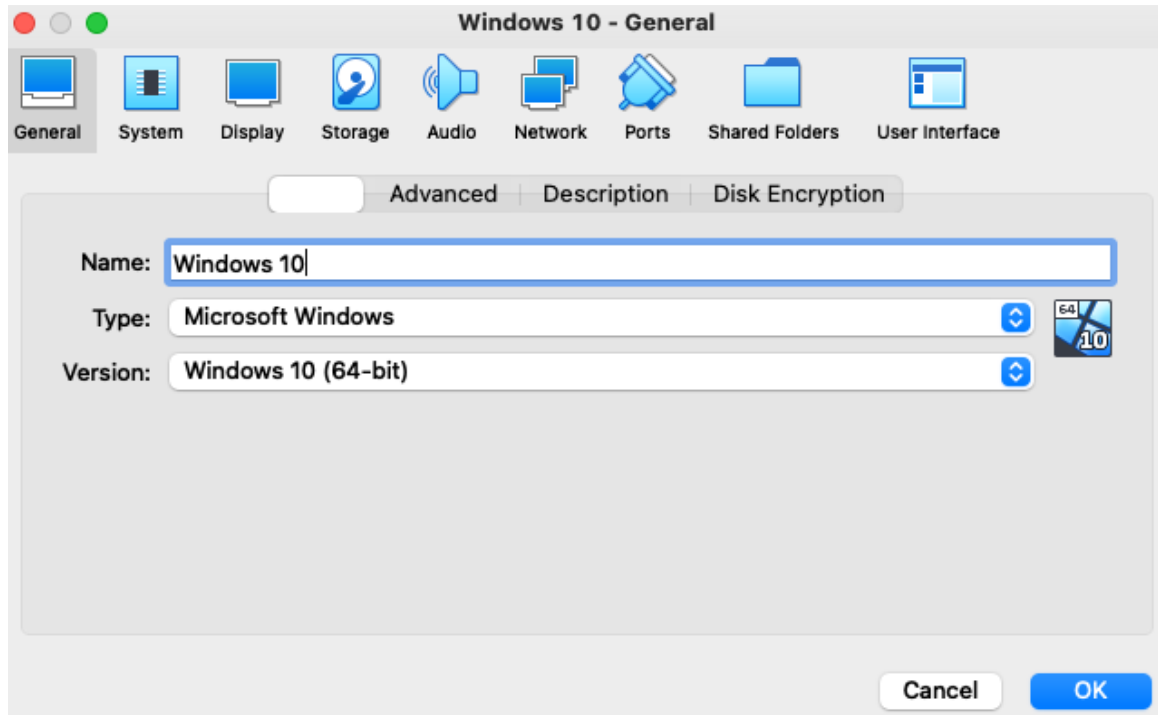 Windows 10 - General
General System Display Storage Audio Network Ports Shared Folders User Interface
Advanced Description Disk Encryption
Name: Windows 10
Type: Microsoft Windows
64
10
Version: Windows 10 (64-bit)
Cancel OK